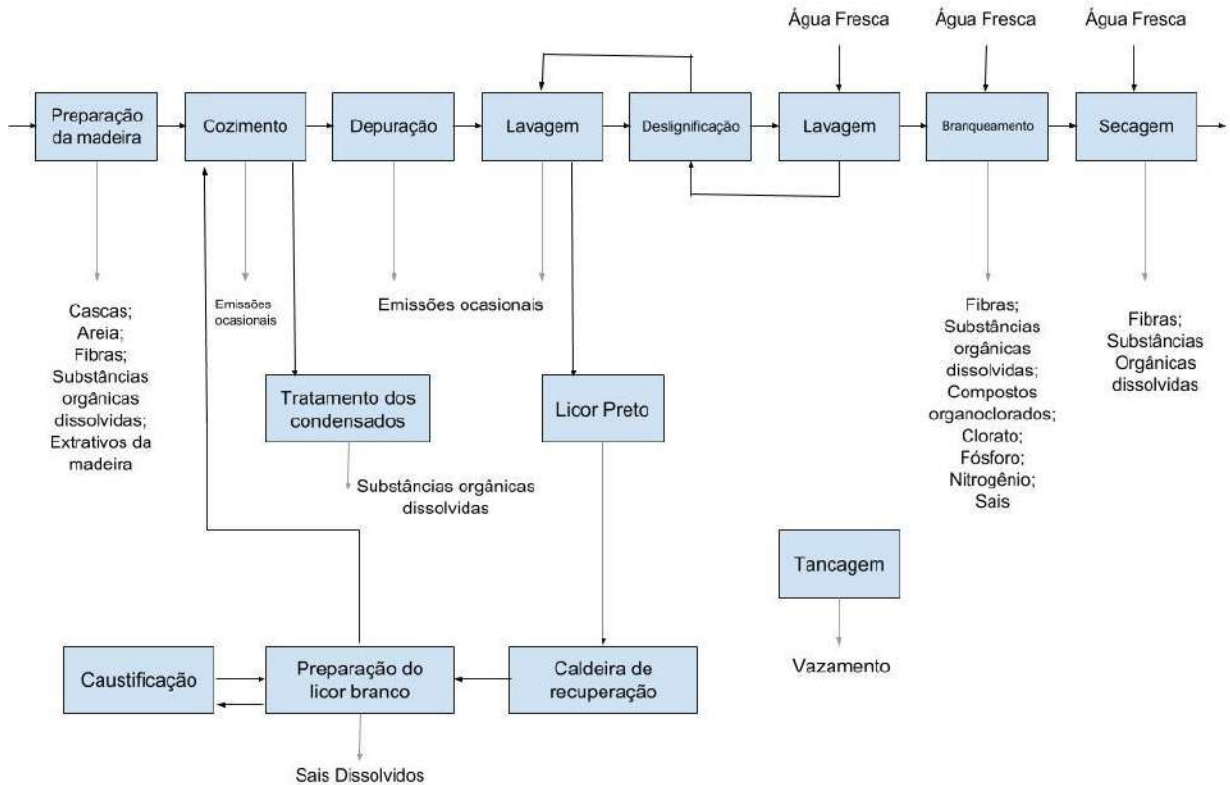 Água Fresca
Água Fresca
Água Fresca
Preparação
da madeira
Cozimento
Depuração
Lavagem
Deslignificação
Lavagem
Branqueamento
Secagem
Cascas;
Areia;
Fibras;
Substâncias
orgânicas
dissolvidas;
Extrativos da
madeira
Emissões
ocasionais
Emissões ocasionais
Fibras;
Substâncias
orgânicas
dissolvidas;
Compostos
organoclorados;
Clorato;
Fósforo;
Nitrogênio;
Sais
Fibras;
Substâncias
Orgânicas
dissolvidas
Tratamento dos
condensados
Licor Preto
Substâncias orgânicas
dissolvidas
Tancagem
Vazamento
Caustificação
Preparação do
licor branco
Caldeira de
recuperação
Sais Dissolvidos